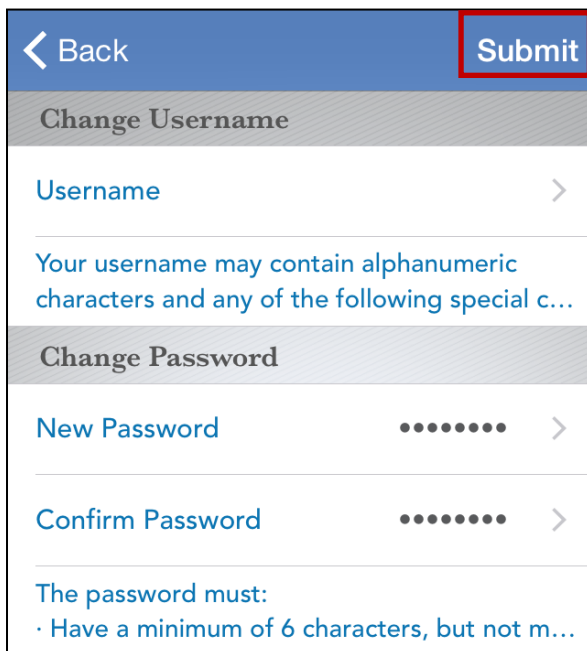 Back
Submit
Change Username
Username
Your username may contain alphanumeric
characters and any of the following special c...
Change Password
New Password ••••••••
Confirm Password ••••••••
The password must:
· Have a minimum of 6 characters, but not m...